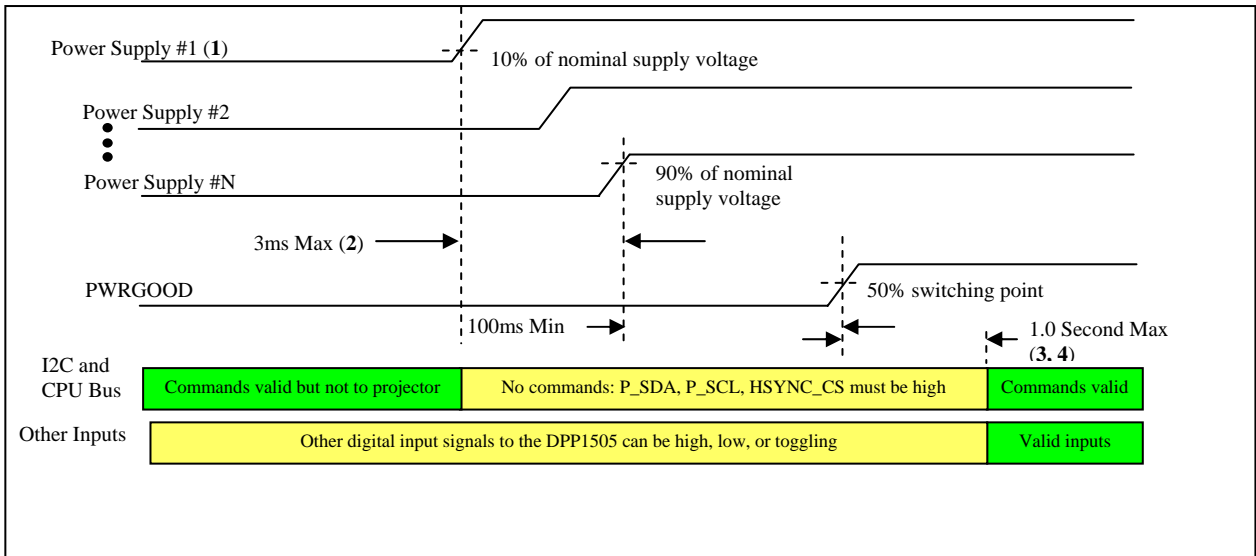 Power Supply #1 (1)
10% of nominal supply voltage
Power Supply #2
Power Supply #N
90% of nominal
supply voltage
3ms Max (2)
PWRGOOD
50% switching point
100ms Min
1.0 Second Max
(3, 4)
I2C and
CPU Bus
Commands valid but not to projector
No commands: P_SDA, P_SCL, HSYNC_CS must be high
Commands valid
Other Inputs
Other digital input signals to the DPP1505 can be high, low, or toggling
Valid inputs